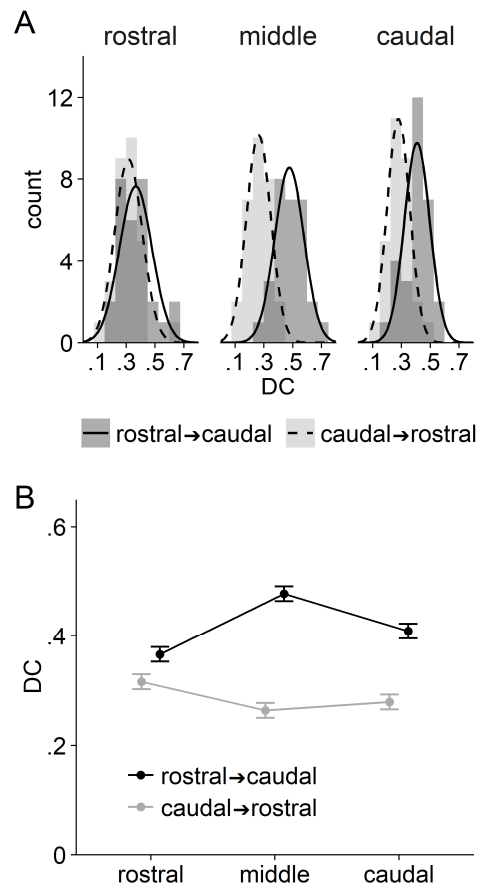 A
rostral middle caudal
12
8
4
0
count
.1 .3 .5 .7 .1 .3 .5 .7 .1 .3 .5 .7
DC
rostral→caudal caudal→rostral
B
.6
.4
.2
0
DC
rostral→caudal
caudal→rostral
rostral middle caudal